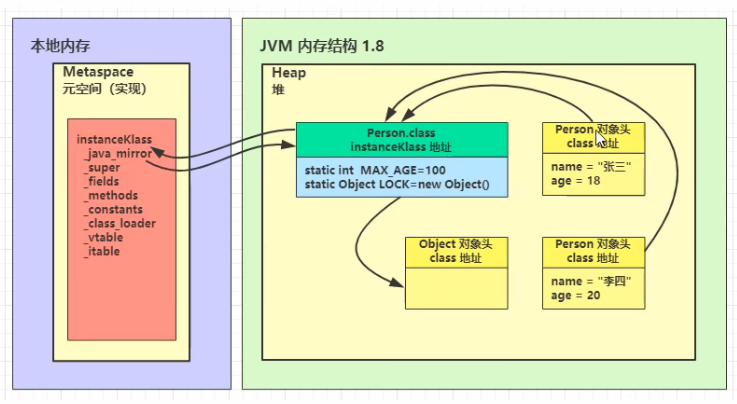 本地内存
Metaspace
元空间（实现）
instanceKlass
_java_mirror
_super
_fields
_methods
_constants
_class_loader
_vtable
_itable
JVM 内存结构 1.8
Heap
堆
Person.class
instanceKlass 地址
static int MAX_AGE=100
static Object LOCK=new Object()
Person 对象头
class 地址
name = "张三"
age = 18
Object 对象头
class 地址
Person 对象头
class 地址
name = "李四"
age = 20